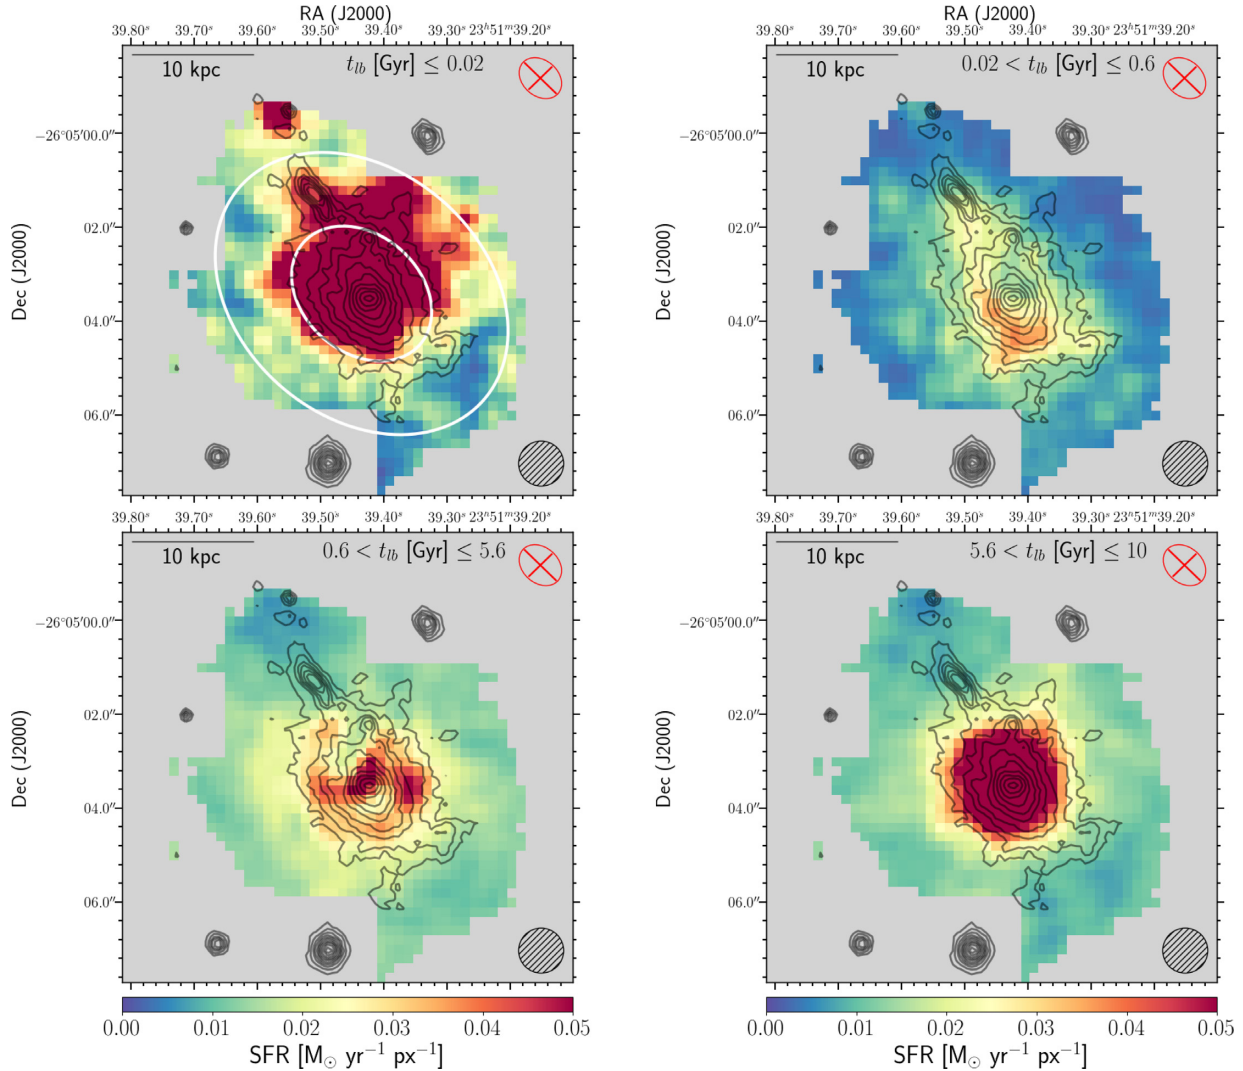 RA (J2000)
RA (J2000)
39.80ˢ 39.70ˢ 39.60ˢ 39.50ˢ 39.40ˢ 39.30ˢ 23ʰ51ᵐ39.20ˢ
39.80ˢ 39.70ˢ 39.60ˢ 39.50ˢ 39.40ˢ 39.30ˢ 23ʰ51ᵐ39.20ˢ
10 kpc
t_lb [Gyr] ≤ 0.02
10 kpc
0.02 < t_lb [Gyr] ≤ 0.6
Dec (J2000)
−26°05′00.0″
02.0″
04.0″
06.0″
Dec (J2000)
−26°05′00.0″
02.0″
04.0″
06.0″
39.80ˢ 39.70ˢ 39.60ˢ 39.50ˢ 39.40ˢ 39.30ˢ 23ʰ51ᵐ39.20ˢ
39.80ˢ 39.70ˢ 39.60ˢ 39.50ˢ 39.40ˢ 39.30ˢ 23ʰ51ᵐ39.20ˢ
10 kpc
0.6 < t_lb [Gyr] ≤ 5.6
10 kpc
5.6 < t_lb [Gyr] ≤ 10
Dec (J2000)
−26°05′00.0″
02.0″
04.0″
06.0″
Dec (J2000)
−26°05′00.0″
02.0″
04.0″
06.0″
0.00 0.01 0.02 0.03 0.04 0.05
SFR [M⊙ yr⁻¹ px⁻¹]
0.00 0.01 0.02 0.03 0.04 0.05
SFR [M⊙ yr⁻¹ px⁻¹]